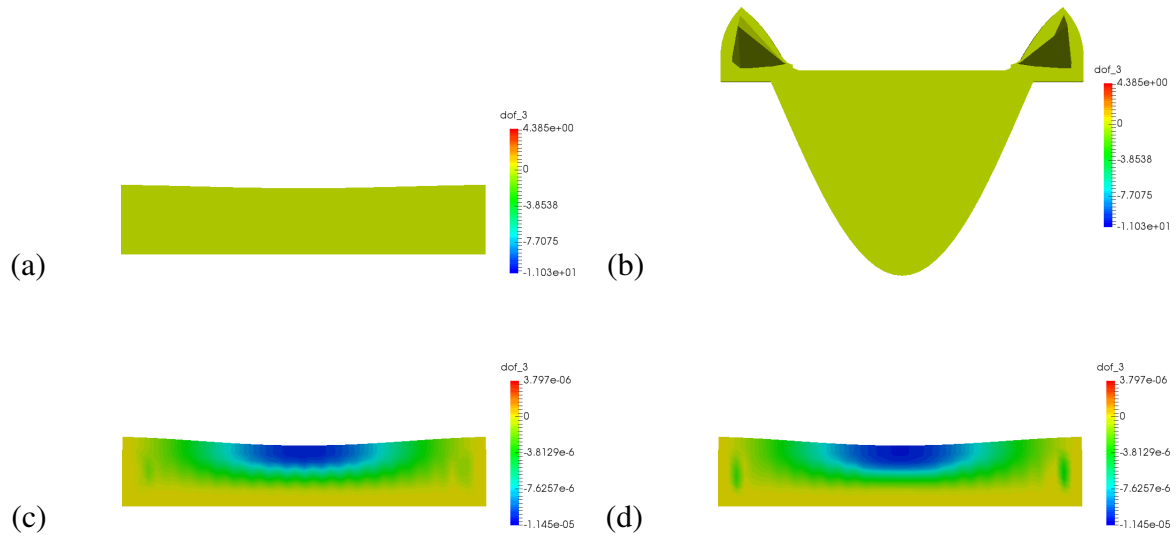 dof_3
4.385e+00
0
-3.8538
-7.7075
-1.103e+01
(a)
dof_3
4.385e+00
0
-3.8538
-7.7075
-1.103e+01
(b)
dof_3
3.797e-06
0
-3.8129e-6
-7.6257e-6
-1.145e-05
(c)
dof_3
3.797e-06
0
-3.8129e-6
-7.6257e-6
-1.145e-05
(d)